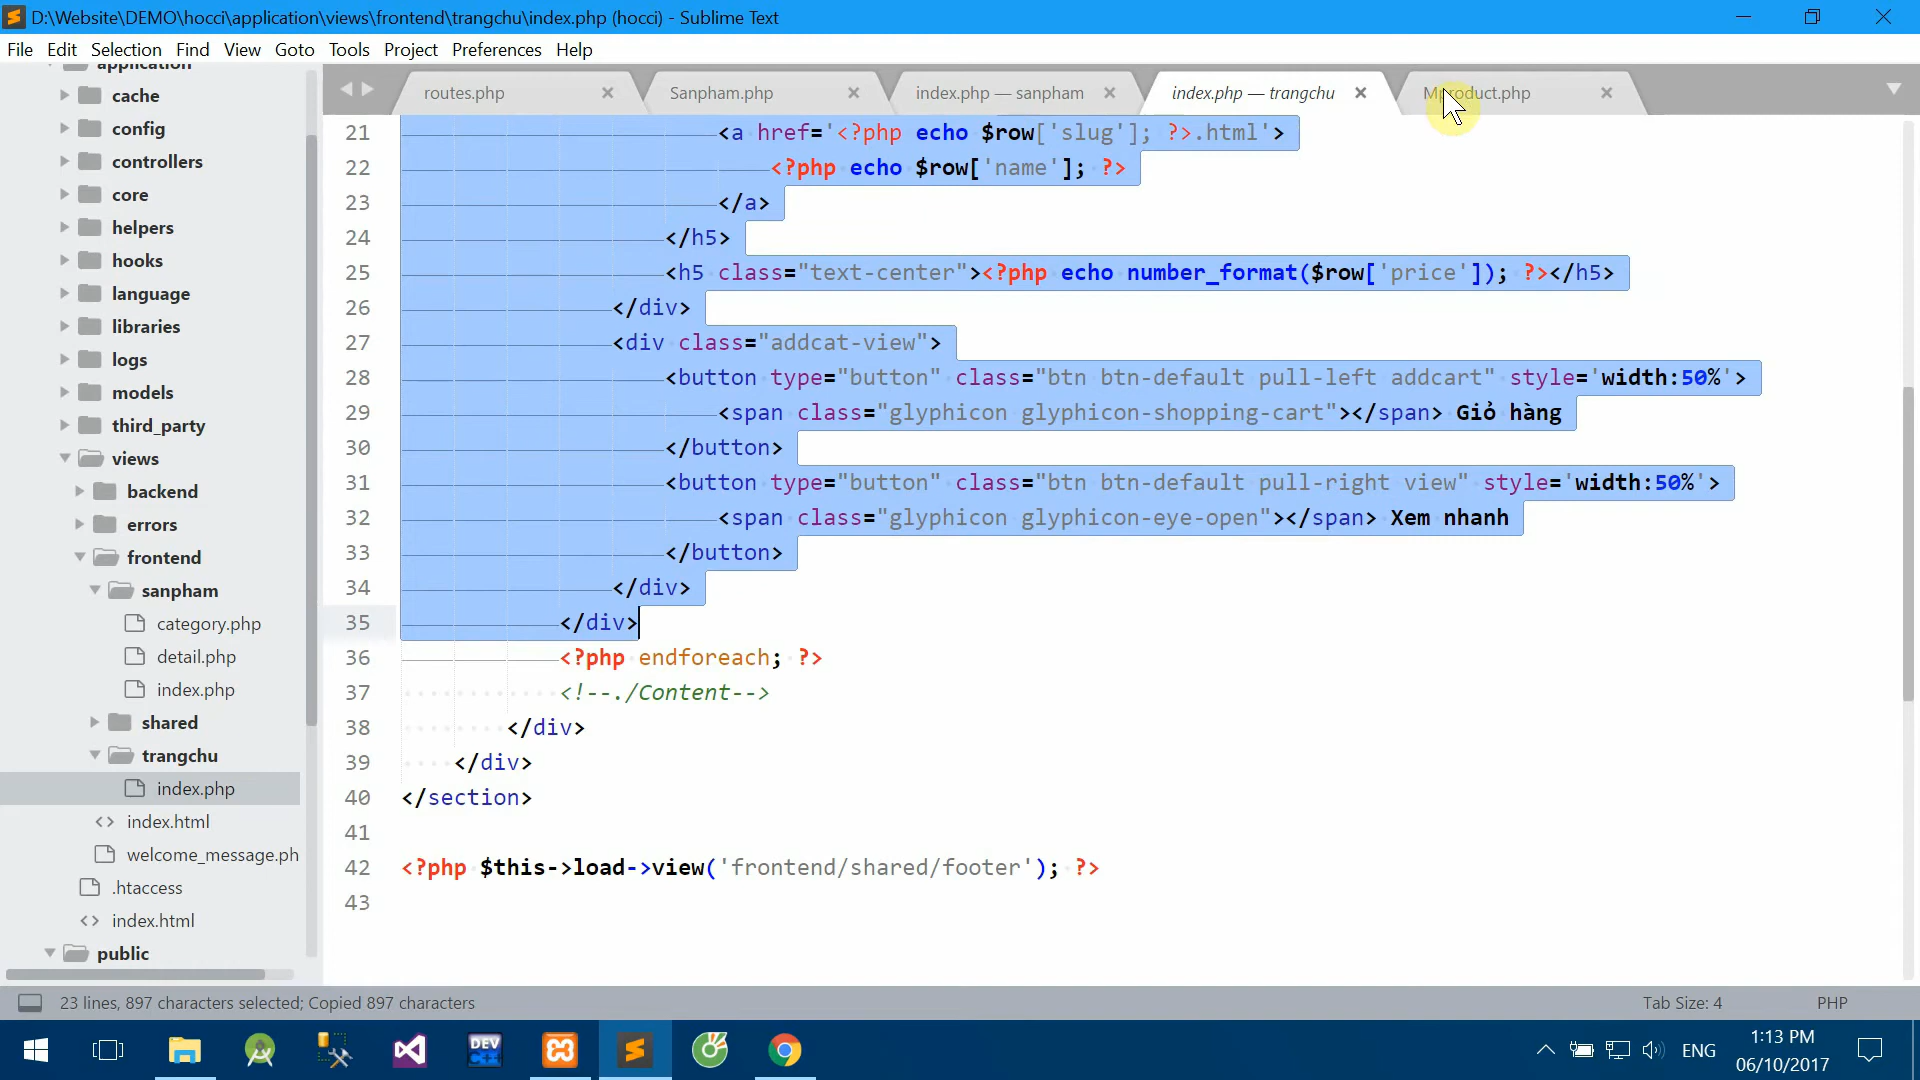 D:\Website\DEMO\hocci\application\views\frontend\trangchu\index.php (hocci) - Sublime Text
File Edit Selection Find View Goto Tools Project Preferences Help
application
cache
config
controllers
core
helpers
hooks
language
libraries
logs
models
third_party
views
backend
errors
frontend
sanpham
category.php
detail.php
index.php
shared
trangchu
index.php
index.html
welcome_message.ph
.htaccess
index.html
public
routes.php
Sanpham.php
index.php — sanpham
index.php — trangchu
Mproduct.php
21 <a href='<?php echo $row['slug']; ?>.html'>
22 <?php echo $row['name']; ?>
23 </a>
24 </h5>
25 <h5 class="text-center"><?php echo number_format($row['price']); ?></h5>
26 </div>
27 <div class="addcat-view">
28 <button type="button" class="btn btn-default pull-left addcart" style='width:50%'>
29 <span class="glyphicon glyphicon-shopping-cart"></span> Giỏ hàng
30 </button>
31 <button type="button" class="btn btn-default pull-right view" style='width:50%'>
32 <span class="glyphicon glyphicon-eye-open"></span> Xem nhanh
33 </button>
34 </div>
35 </div>
36 <?php endforeach; ?>
37 <!--./Content-->
38 </div>
39 </div>
40 </section>
41
42 <?php $this->load->view('frontend/shared/footer'); ?>
43
23 lines, 897 characters selected; Copied 897 characters
Tab Size: 4
PHP
DEV C++
ENG
1:13 PM
06/10/2017